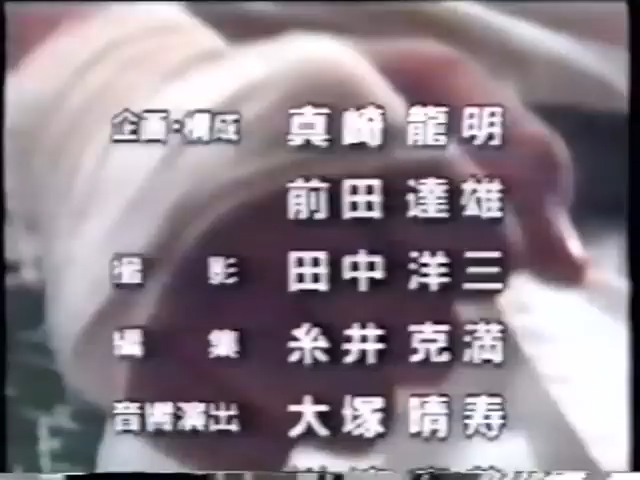 企画・構成 真崎 龍明
前田 達雄
撮影 田中 洋三
編集 糸井 克満
音響演出 大塚 晴寿